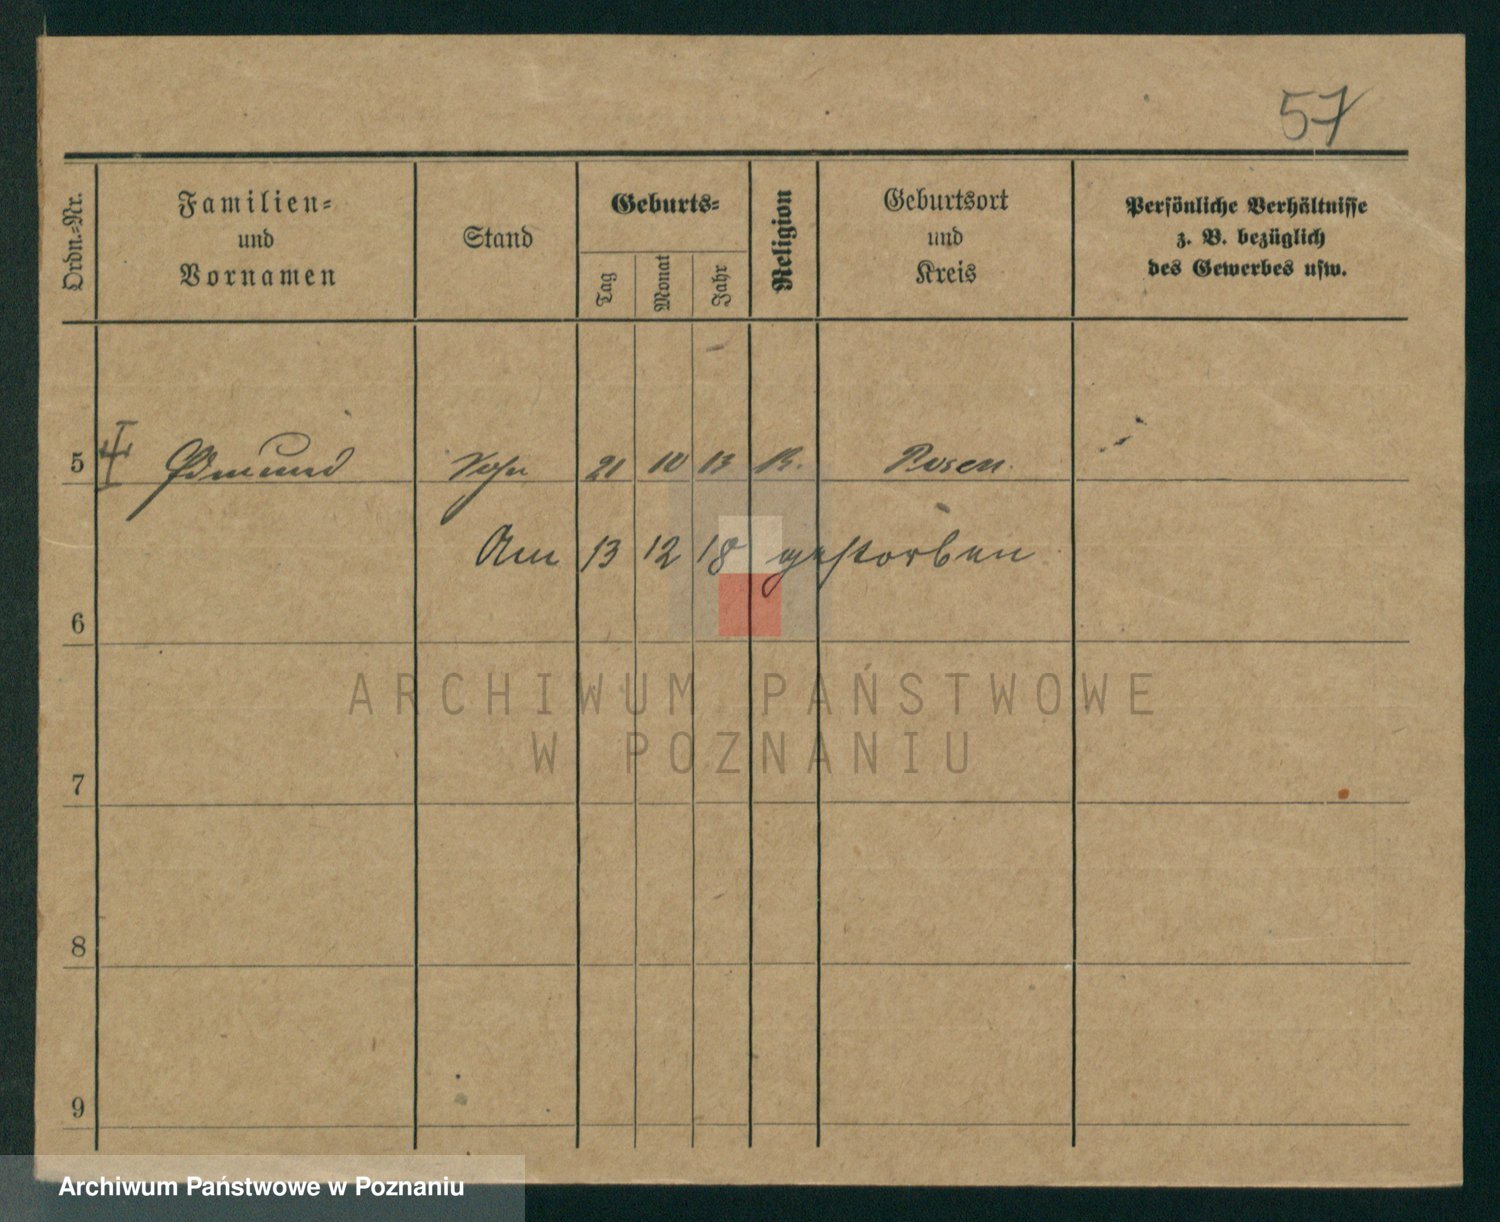 57
Ordn.-Nr.
Familien-
und
Vornamen
Stand
Geburts-
Tag
Monat
Jahr
Religion
Geburtsort
und
Kreis
Persönliche Verhältnisse
z. B. bezüglich
des Gewerbes usw.
5 Edmund Sohn 21 10 13 K. Posen.
Am 13 12 18 gestorben
6
7
8
9
ARCHIWUM PAŃSTWOWE
W POZNANIU
Archiwum Państwowe w Poznaniu